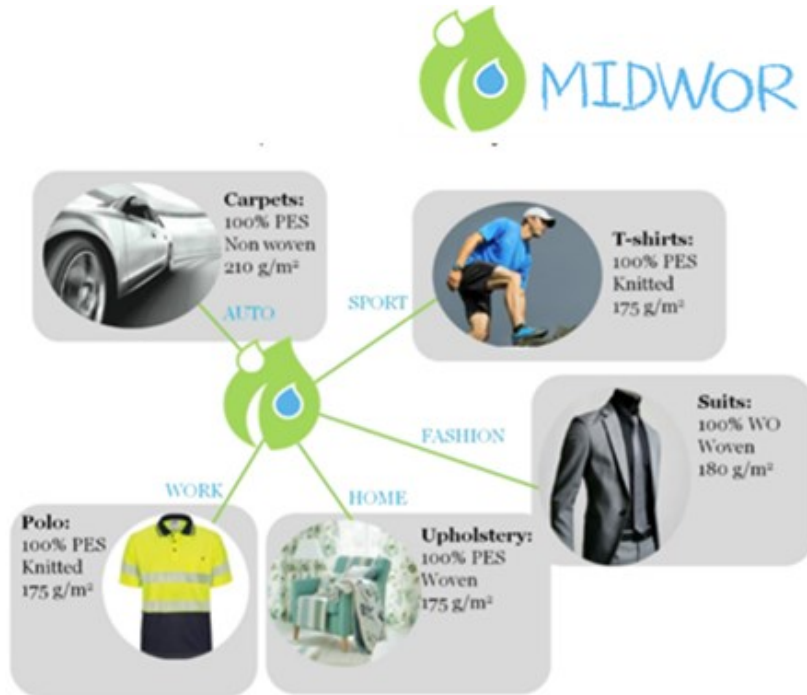 MIDWOR
Carpets:
100% PES
Non woven
210 g/m²
AUTO
SPORT
T-shirts:
100% PES
Knitted
175 g/m²
FASHION
Suits:
100% WO
Woven
180 g/m²
WORK
HOME
Polo:
100% PES
Knitted
175 g/m²
Upholstery:
100% PES
Woven
175 g/m²